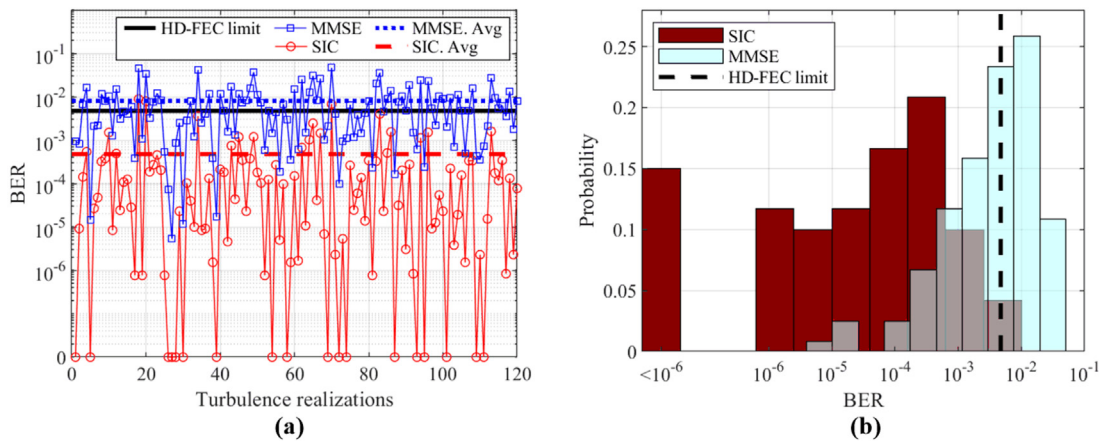 HD-FEC limit
MMSE
MMSE. Avg
SIC
SIC. Avg
BER
10^-1
10^-2
10^-3
10^-4
10^-5
10^-6
0
0 20 40 60 80 100 120
Turbulence realizations
(a)
SIC
MMSE
HD-FEC limit
Probability
0.25
0.2
0.15
0.1
0.05
0
<10^-6 10^-6 10^-5 10^-4 10^-3 10^-2 10^-1
BER
(b)